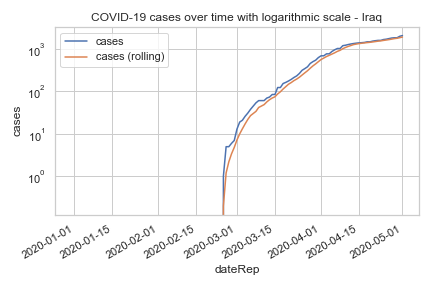 COVID-19 cases over time with logarithmic scale - Iraq
cases
cases (rolling)
10³
10²
10¹
10⁰
cases
2020-01-01
2020-01-15
2020-02-01
2020-02-15
2020-03-01
2020-03-15
2020-04-01
2020-04-15
2020-05-01
dateRep